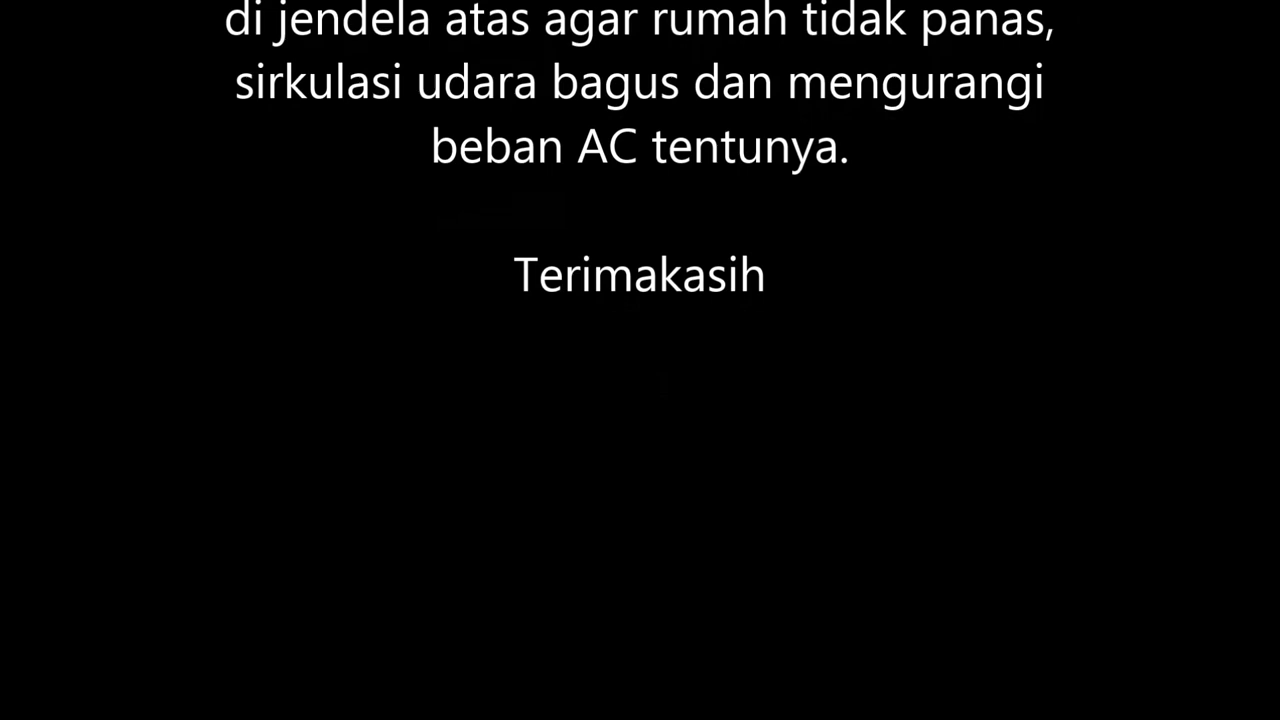 di jendela atas agar rumah tidak panas,
sirkulasi udara bagus dan mengurangi
beban AC tentunya.
Terimakasih